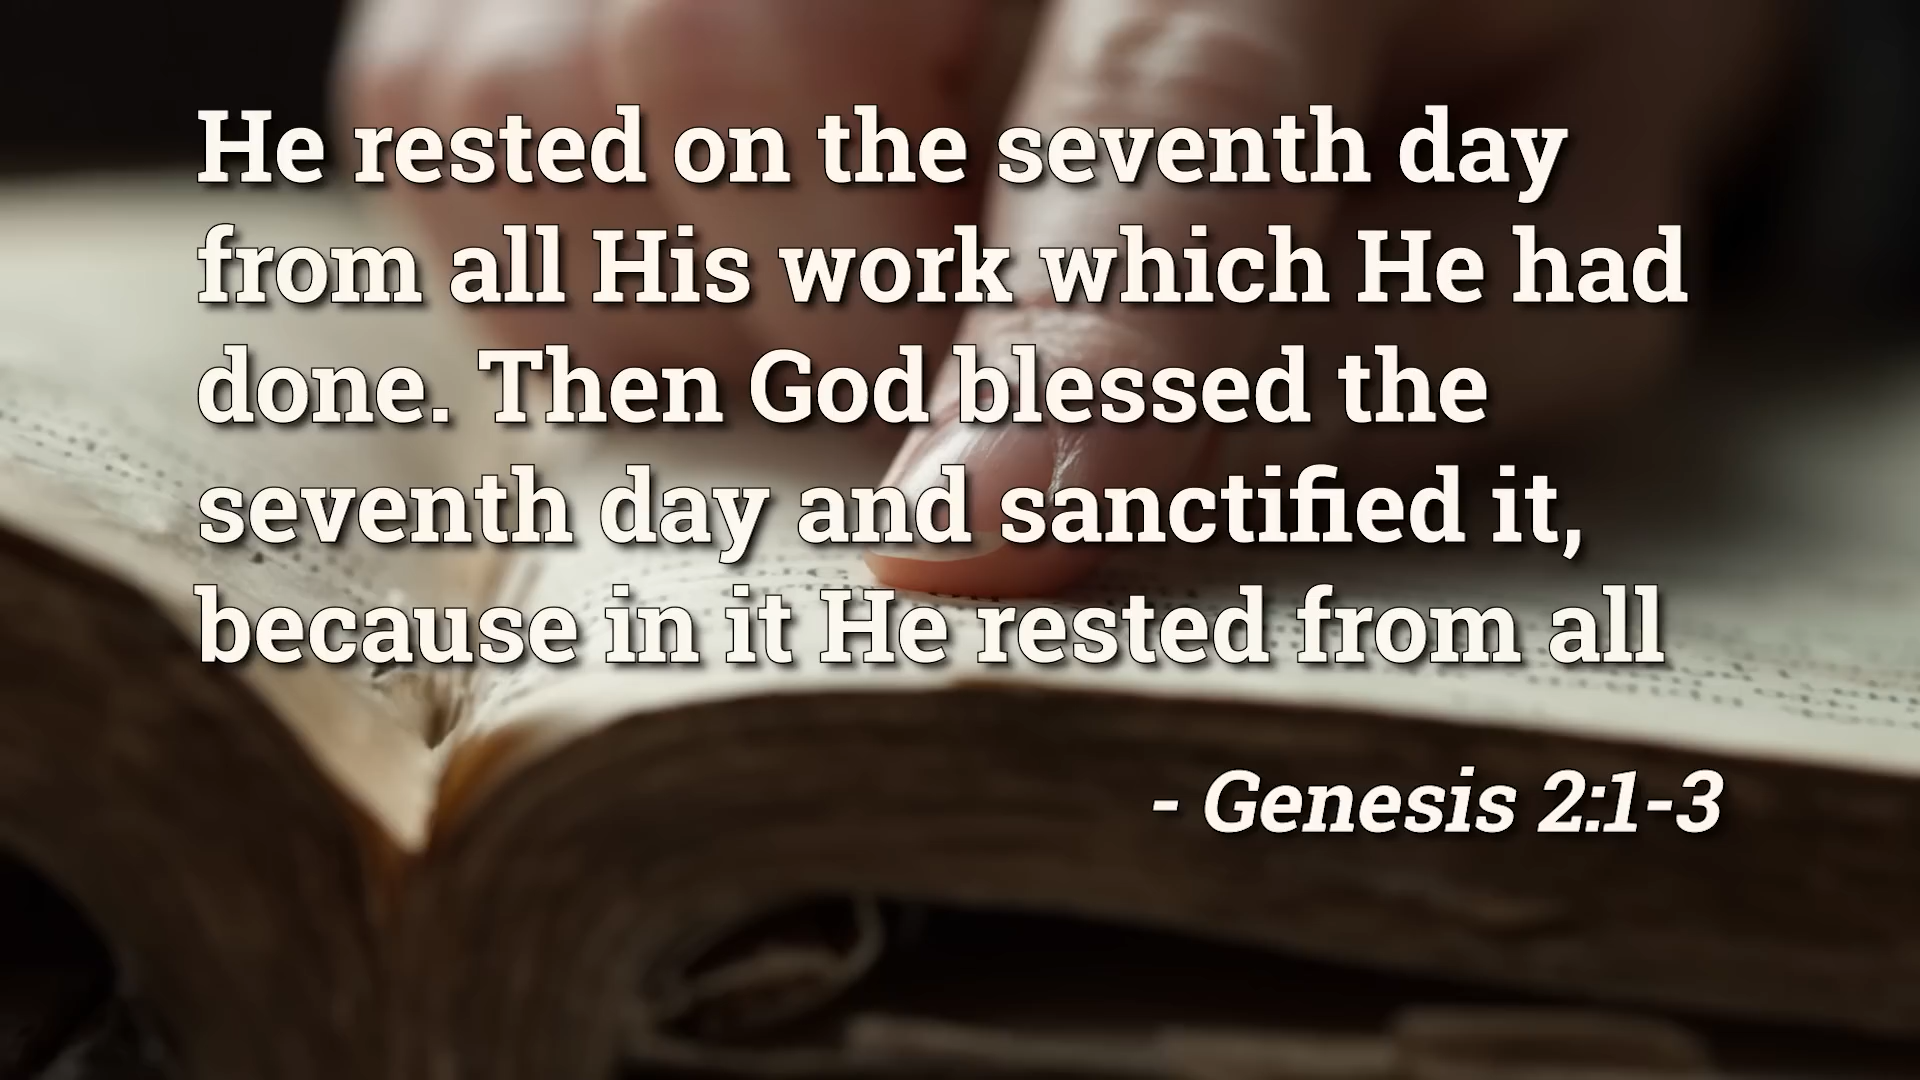 He rested on the seventh day
from all His work which He had
done. Then God blessed the
seventh day and sanctified it,
because in it He rested from all
- Genesis 2:1-3